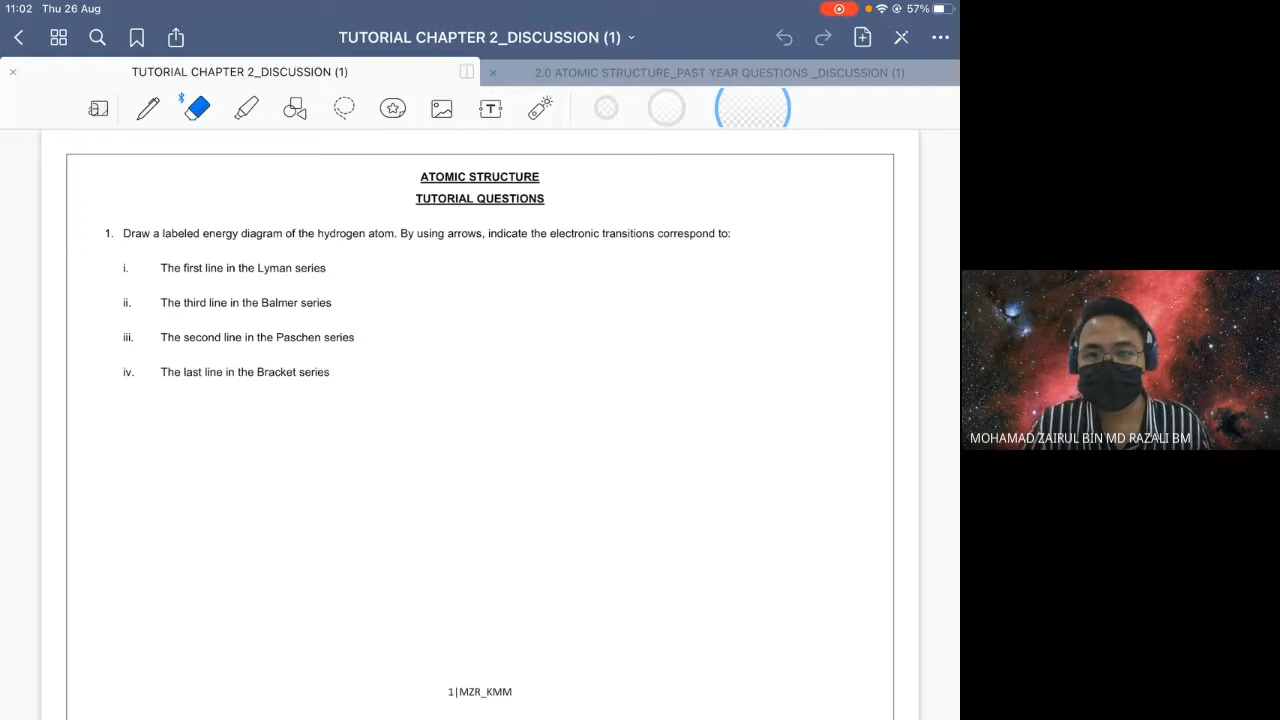 11:02 Thu 26 Aug
57%
TUTORIAL CHAPTER 2_DISCUSSION (1)
TUTORIAL CHAPTER 2_DISCUSSION (1)
2.0 ATOMIC STRUCTURE_PAST YEAR QUESTIONS _DISCUSSION (1)
T
ATOMIC STRUCTURE
TUTORIAL QUESTIONS
1. Draw a labeled energy diagram of the hydrogen atom. By using arrows, indicate the electronic transitions correspond to:
i. The first line in the Lyman series
ii. The third line in the Balmer series
iii. The second line in the Paschen series
iv. The last line in the Bracket series
MOHAMAD ZAIRUL BIN MD RAZALI BM
1|MZR_KMM